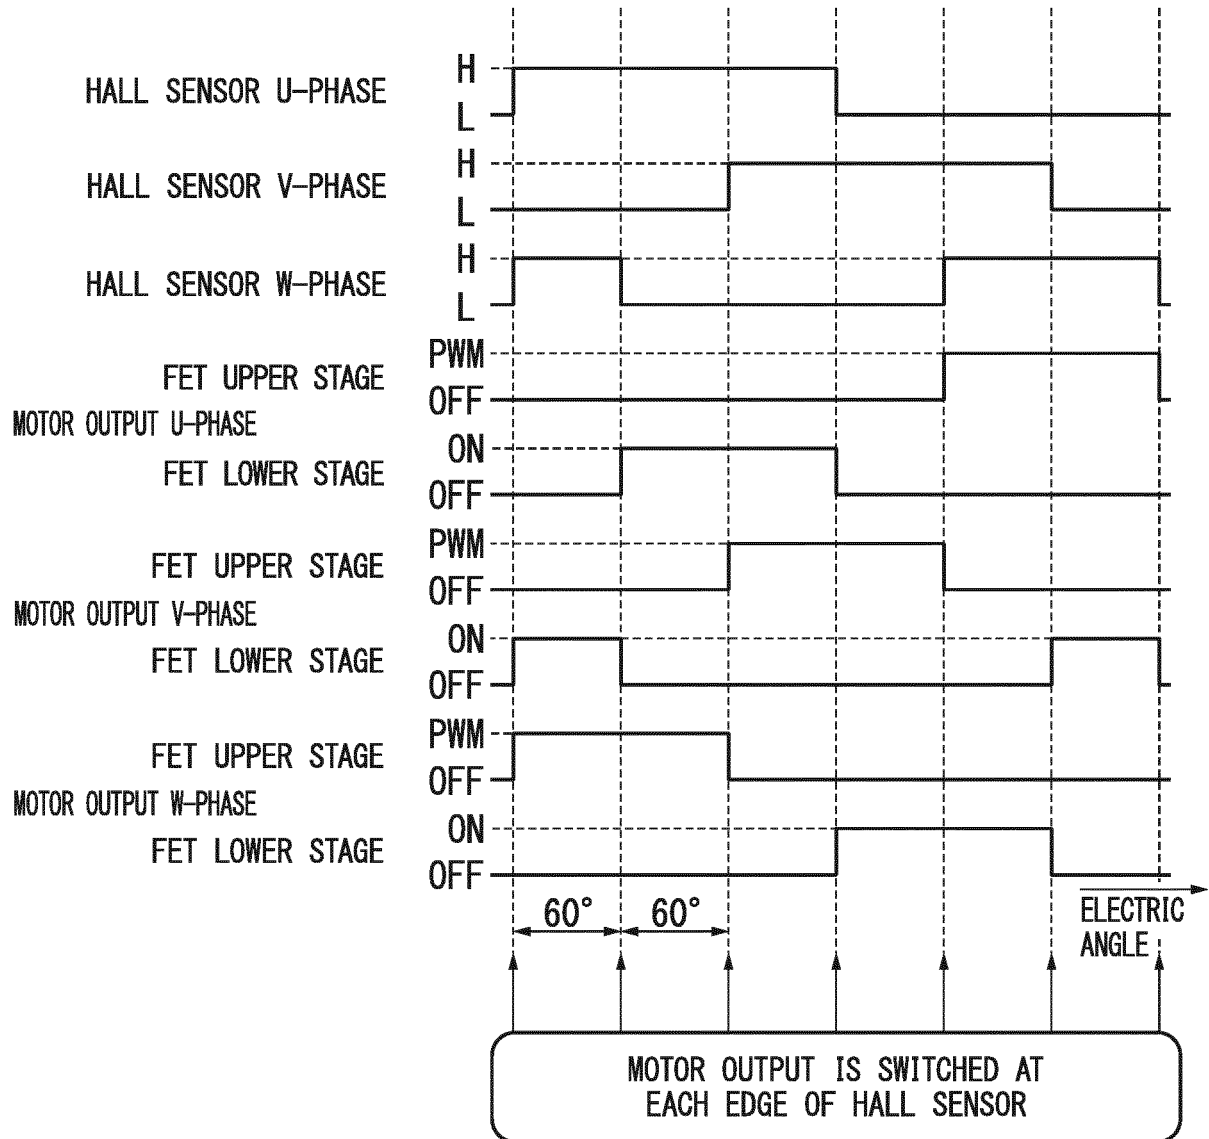 HALL SENSOR U-PHASE
H
L
HALL SENSOR V-PHASE
H
L
HALL SENSOR W-PHASE
H
L
FET UPPER STAGE
PWM
OFF
MOTOR OUTPUT U-PHASE
FET LOWER STAGE
ON
OFF
FET UPPER STAGE
PWM
OFF
MOTOR OUTPUT V-PHASE
FET LOWER STAGE
ON
OFF
FET UPPER STAGE
PWM
OFF
MOTOR OUTPUT W-PHASE
FET LOWER STAGE
ON
OFF
60°
60°
ELECTRIC
ANGLE
MOTOR OUTPUT IS SWITCHED AT
EACH EDGE OF HALL SENSOR